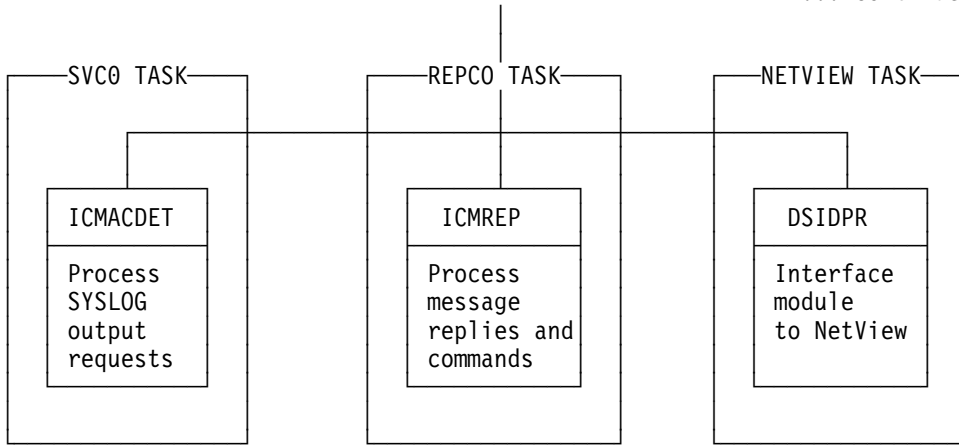 SVC0 TASK
REPCO TASK
NETVIEW TASK
ICMACDET
ICMREP
DSIDPR
Process
SYSLOG
output
requests
Process
message
replies and
commands
Interface
module
to NetView